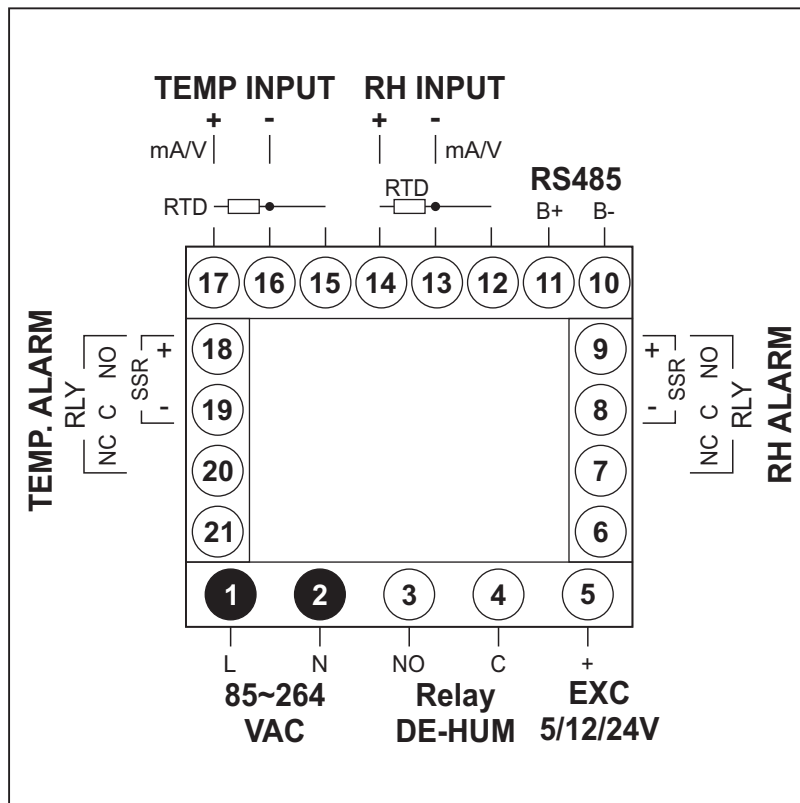 TEMP INPUT RH INPUT
+ - + -
mA/V mA/V
RS485
RTD RTD B+ B-
17 16 15 14 13 12 11 10
TEMP. ALARM
RLY
NC C NO
SSR
+
-
18
19
20
21
9
8
7
6
+
-
SSR
NC C NO
RLY
RH ALARM
1 2 3 4 5
L N NO C +
85~264 Relay EXC
VAC DE-HUM 5/12/24V